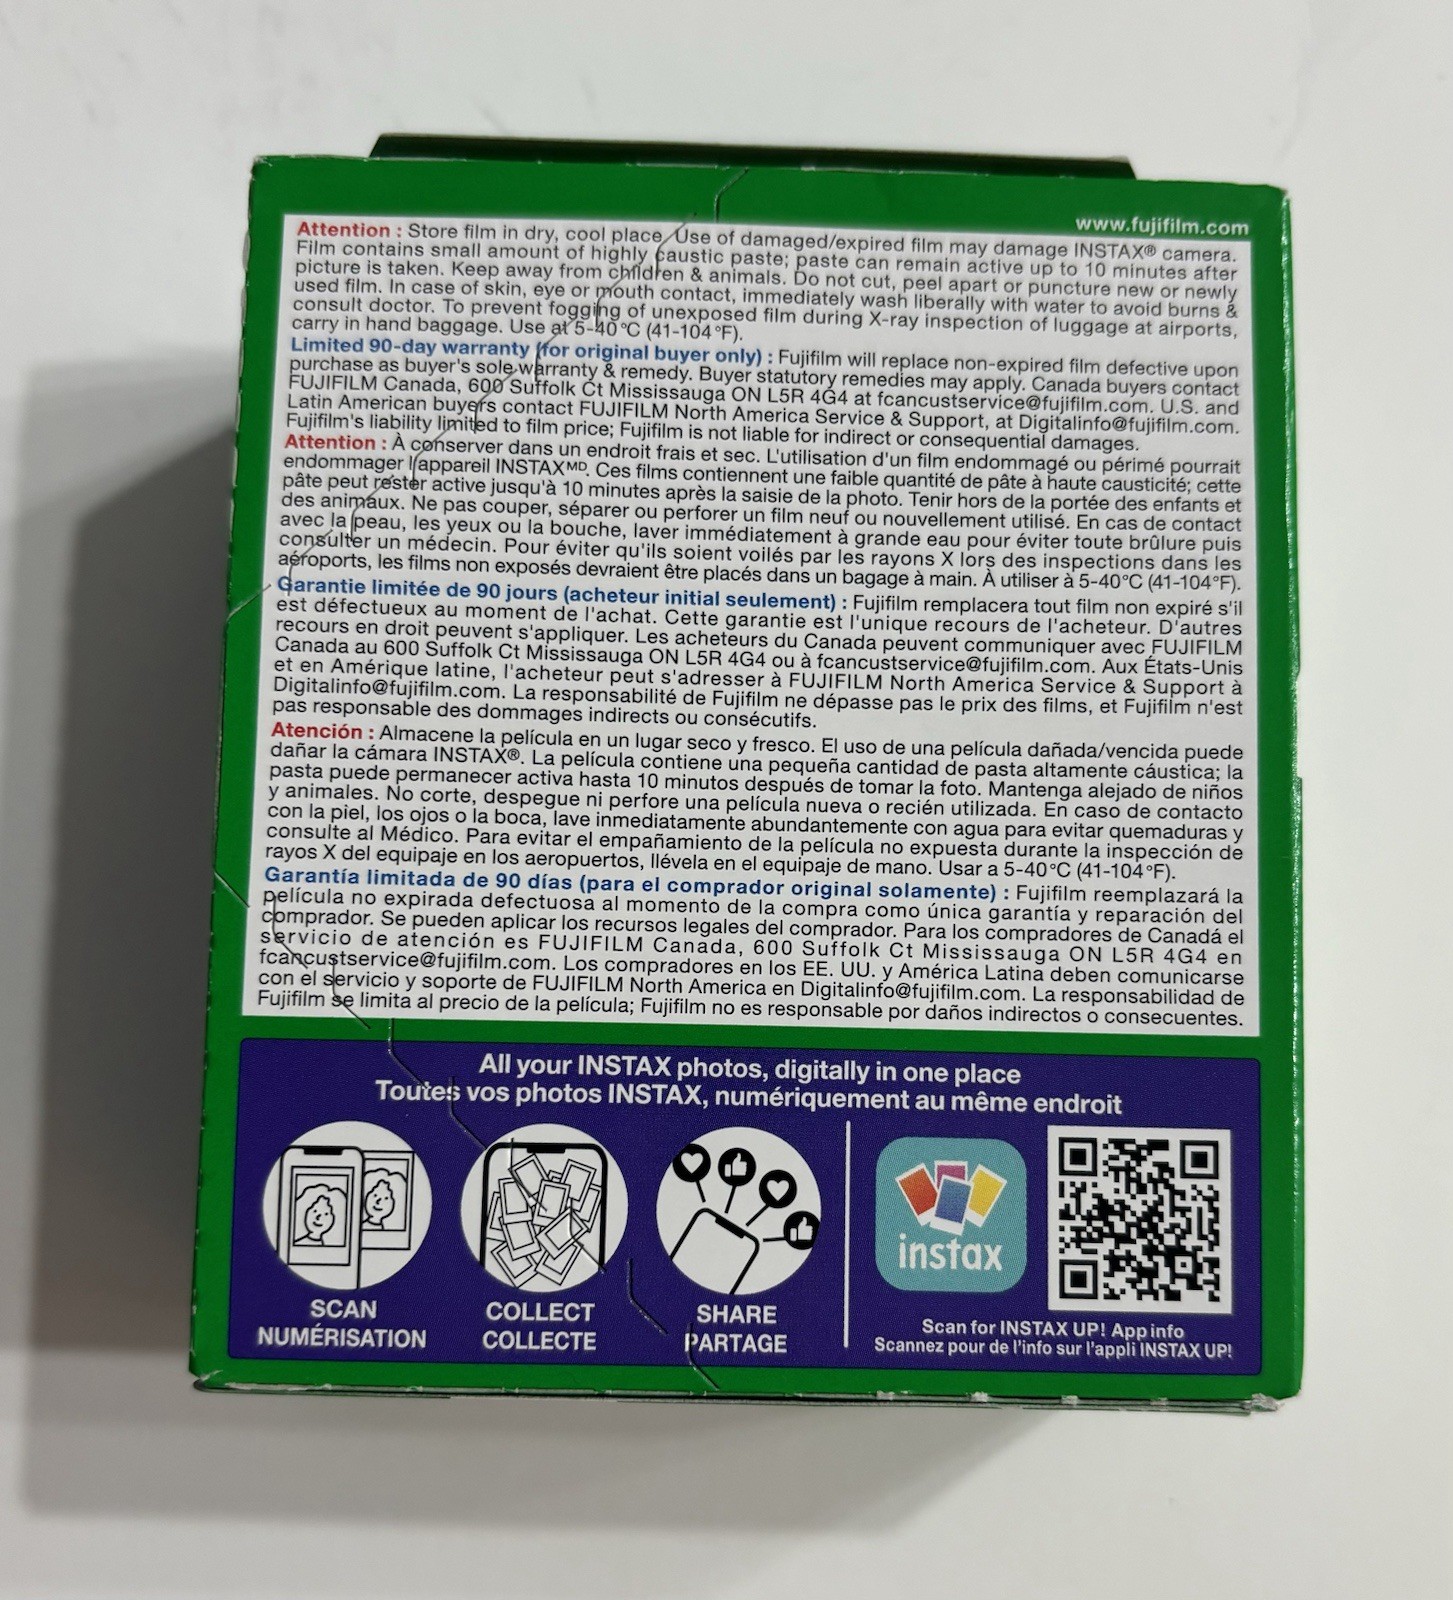 www.fujifilm.com
Attention : Store film in dry, cool place. Use of damaged/expired film may damage INSTAX® camera.
Film contains small amount of highly caustic paste; paste can remain active up to 10 minutes after
picture is taken. Keep away from children & animals. Do not cut, peel apart or puncture new or newly
used film. In case of skin, eye or mouth contact, immediately wash liberally with water to avoid burns &
consult doctor. To prevent fogging of unexposed film during X-ray inspection of luggage at airports,
carry in hand baggage. Use at 5-40°C (41-104°F).
Limited 90-day warranty (for original buyer only) : Fujifilm will replace non-expired film defective upon
purchase as buyer's sole warranty & remedy. Buyer statutory remedies may apply. Canada buyers contact
FUJIFILM Canada, 600 Suffolk Ct Mississauga ON L5R 4G4 at fcancustservice@fujifilm.com. U.S. and
Latin American buyers contact FUJIFILM North America Service & Support, at Digitalinfo@fujifilm.com.
Fujifilm's liability limited to film price; Fujifilm is not liable for indirect or consequential damages.
Attention : À conserver dans un endroit frais et sec. L'utilisation d'un film endommagé ou périmé pourrait
endommager l'appareil INSTAXᴹᴰ. Ces films contiennent une faible quantité de pâte à haute causticité; cette
pâte peut rester active jusqu'à 10 minutes après la saisie de la photo. Tenir hors de la portée des enfants et
des animaux. Ne pas couper, séparer ou perforer un film neuf ou nouvellement utilisé. En cas de contact
avec la peau, les yeux ou la bouche, laver immédiatement à grande eau pour éviter toute brûlure puis
consulter un médecin. Pour éviter qu'ils soient voilés par les rayons X lors des inspections dans les
aéroports, les films non exposés devraient être placés dans un bagage à main. À utiliser à 5-40°C (41-104°F).
Garantie limitée de 90 jours (acheteur initial seulement) : Fujifilm remplacera tout film non expiré s'il
est défectueux au moment de l'achat. Cette garantie est l'unique recours de l'acheteur. D'autres
recours en droit peuvent s'appliquer. Les acheteurs du Canada peuvent communiquer avec FUJIFILM
Canada au 600 Suffolk Ct Mississauga ON L5R 4G4 ou à fcancustservice@fujifilm.com. Aux États-Unis
et en Amérique latine, l'acheteur peut s'adresser à FUJIFILM North America Service & Support à
Digitalinfo@fujifilm.com. La responsabilité de Fujifilm ne dépasse pas le prix des films, et Fujifilm n'est
pas responsable des dommages indirects ou consécutifs.
Atención : Almacene la película en un lugar seco y fresco. El uso de una película dañada/vencida puede
dañar la cámara INSTAX®. La película contiene una pequeña cantidad de pasta altamente cáustica; la
pasta puede permanecer activa hasta 10 minutos después de tomar la foto. Mantenga alejado de niños
y animales. No corte, despegue ni perfore una película nueva o recién utilizada. En caso de contacto
con la piel, los ojos o la boca, lave inmediatamente abundantemente con agua para evitar quemaduras y
consulte al Médico. Para evitar el empañamiento de la película no expuesta durante la inspección de
rayos X del equipaje en los aeropuertos, llévela en el equipaje de mano. Usar a 5-40°C (41-104°F).
Garantía limitada de 90 días (para el comprador original solamente) : Fujifilm reemplazará la
película no expirada defectuosa al momento de la compra como única garantía y reparación del
comprador. Se pueden aplicar los recursos legales del comprador. Para los compradores de Canadá el
servicio de atención es FUJIFILM Canada, 600 Suffolk Ct Mississauga ON L5R 4G4 en
fcancustservice@fujifilm.com. Los compradores en los EE. UU. y América Latina deben comunicarse
con el servicio y soporte de FUJIFILM North America en Digitalinfo@fujifilm.com. La responsabilidad de
Fujifilm se limita al precio de la película; Fujifilm no es responsable por daños indirectos o consecuentes.
All your INSTAX photos, digitally in one place
Toutes vos photos INSTAX, numériquement au même endroit
SCAN
NUMÉRISATION
COLLECT
COLLECTE
SHARE
PARTAGE
instax
Scan for INSTAX UP! App info
Scannez pour de l'info sur l'appli INSTAX UP!